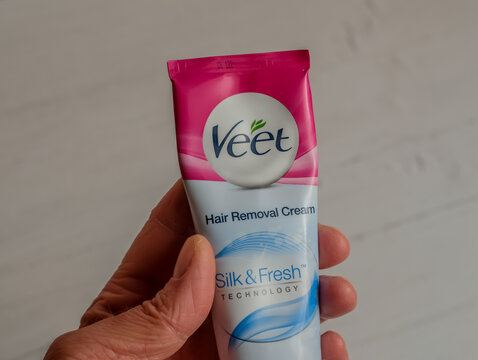 Veet
Hair Removal Cream
Silk & Fresh™
TECHNOLOGY